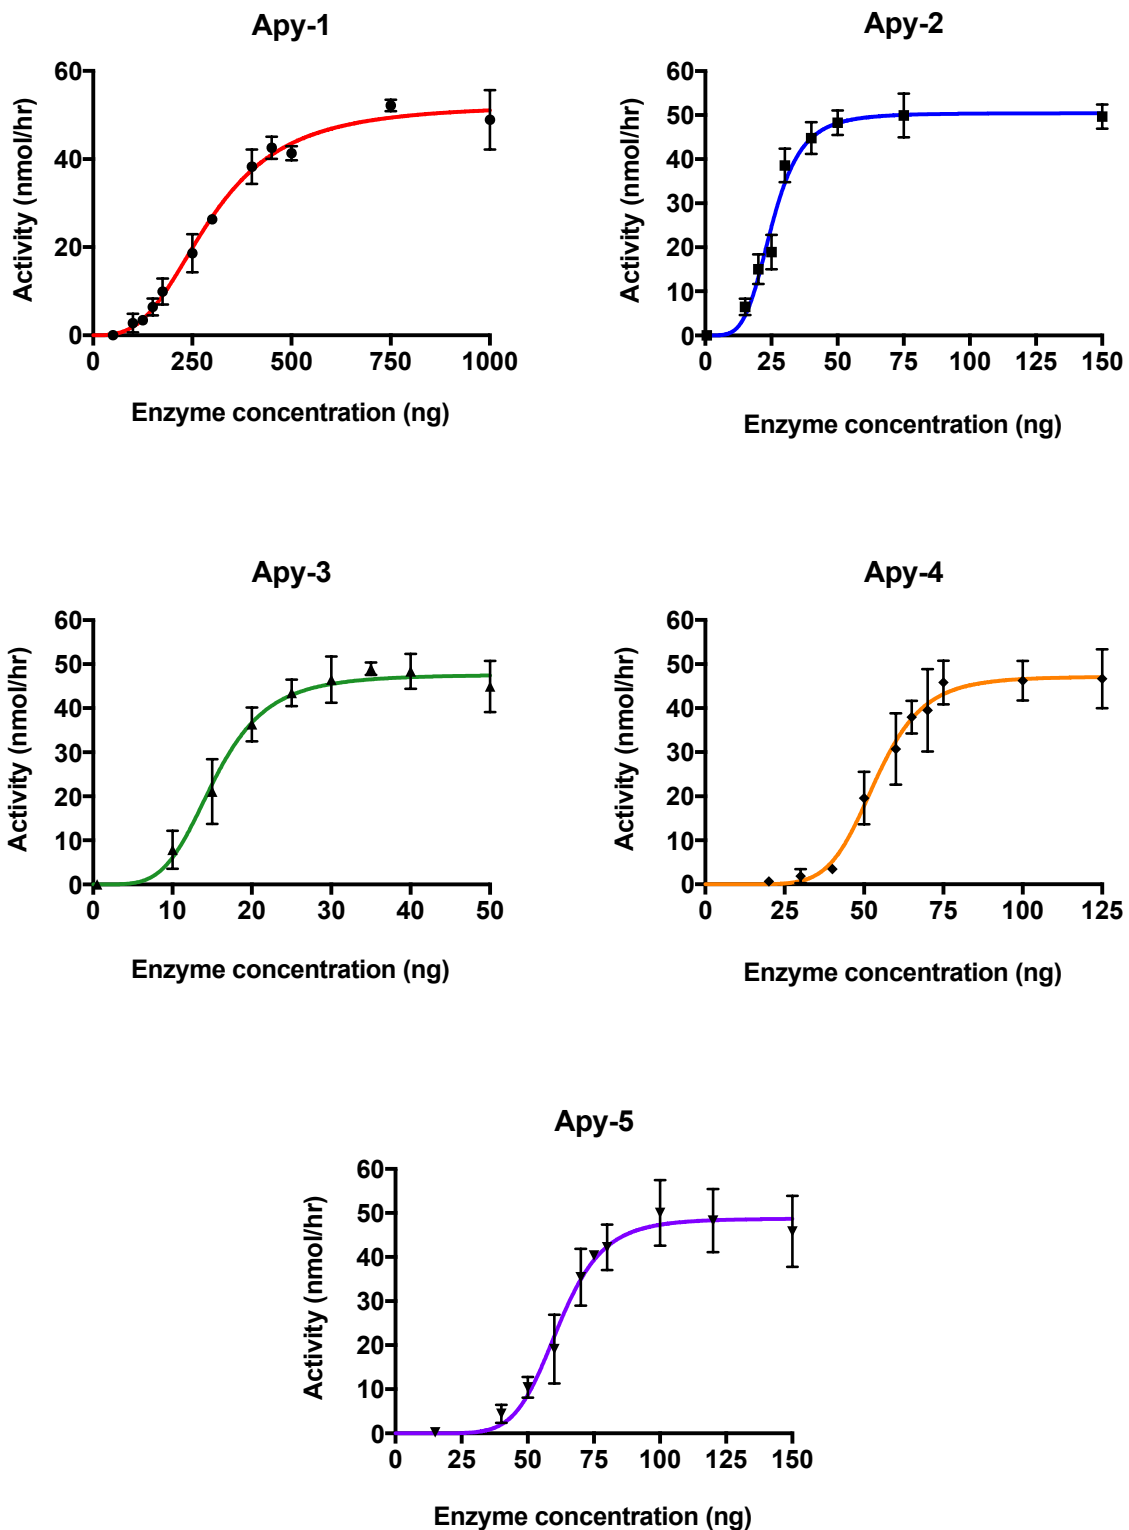 Apy-1
60
40
20
0
Activity (nmol/hr)
0 250 500 750 1000
Enzyme concentration (ng)
Apy-2
60
50
40
30
20
10
0
Activity (nmol/hr)
0 25 50 75 100 125 150
Enzyme concentration (ng)
Apy-3
60
50
40
30
20
10
0
Activity (nmol/hr)
0 10 20 30 40 50
Enzyme concentration (ng)
Apy-4
60
50
40
30
20
10
0
Activity (nmol/hr)
0 25 50 75 100 125
Enzyme concentration (ng)
Apy-5
60
50
40
30
20
10
0
Activity (nmol/hr)
0 25 50 75 100 125 150
Enzyme concentration (ng)